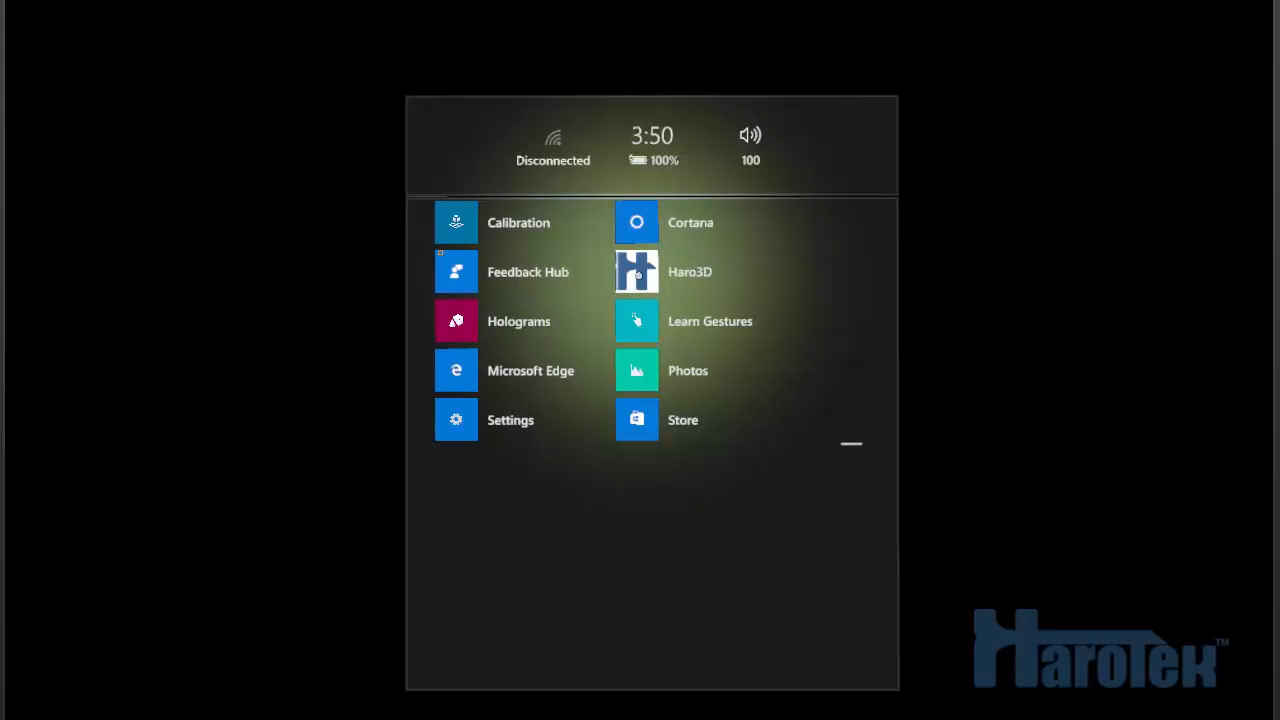 3:50
Disconnected 100% 100
Calibration Cortana
Feedback Hub Haro3D
Holograms Learn Gestures
Microsoft Edge Photos
Settings Store
HaroTek™